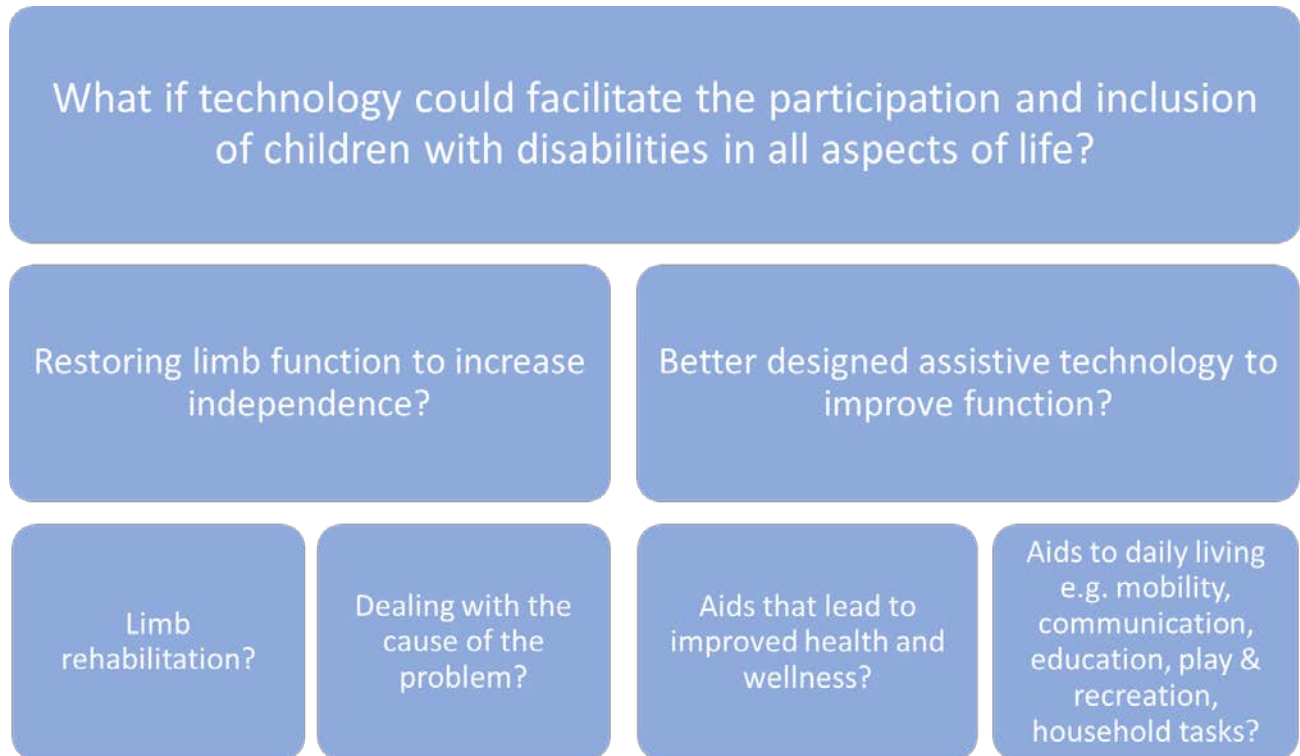 What if technology could facilitate the participation and inclusion
of children with disabilities in all aspects of life?
Restoring limb function to increase
independence?
Better designed assistive technology to
improve function?
Limb
rehabilitation?
Dealing with the
cause of the
problem?
Aids that lead to
improved health and
wellness?
Aids to daily living
e.g. mobility,
communication,
education, play &
recreation,
household tasks?